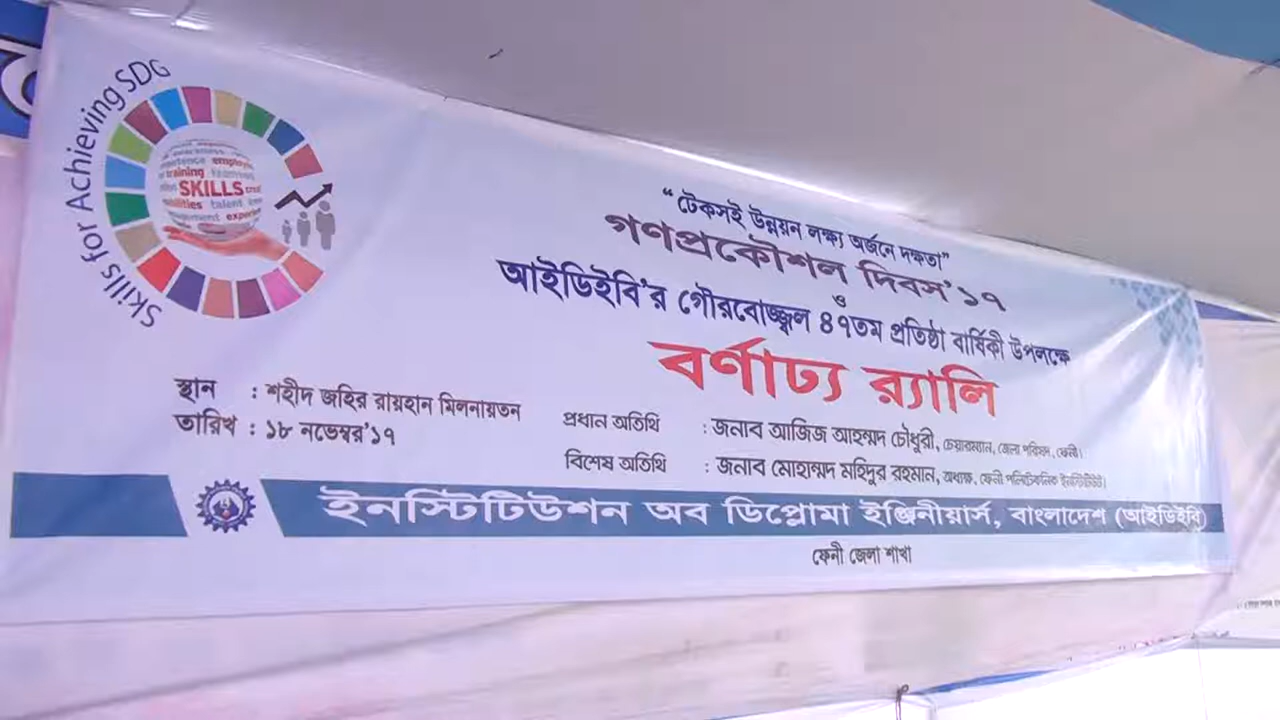 Skills for Achieving SDG
SKILLS
training
talent
“টেকসই উন্নয়ন লক্ষ্য অর্জনে দক্ষতা”
গণপ্রকৌশল দিবস’১৭
ও
আইডিইবি’র গৌরবোজ্জ্বল ৪৭তম প্রতিষ্ঠা বার্ষিকী উপলক্ষে
বর্ণাঢ্য র‍্যালি
স্থান : শহীদ জহির রায়হান মিলনায়তন
তারিখ : ১৮ নভেম্বর’১৭
প্রধান অতিথি : জনাব আজিজ আহম্মদ চৌধুরী, চেয়ারম্যান, জেলা পরিষদ, ফেনী।
বিশেষ অতিথি : জনাব মোহাম্মদ মহিদুর রহমান, অধ্যক্ষ, ফেনী পলিটেকনিক ইনস্টিটিউট।
ইনস্টিটিউশন অব ডিপ্লোমা ইঞ্জিনীয়ার্স, বাংলাদেশ (আইডিইবি)
ফেনী জেলা শাখা